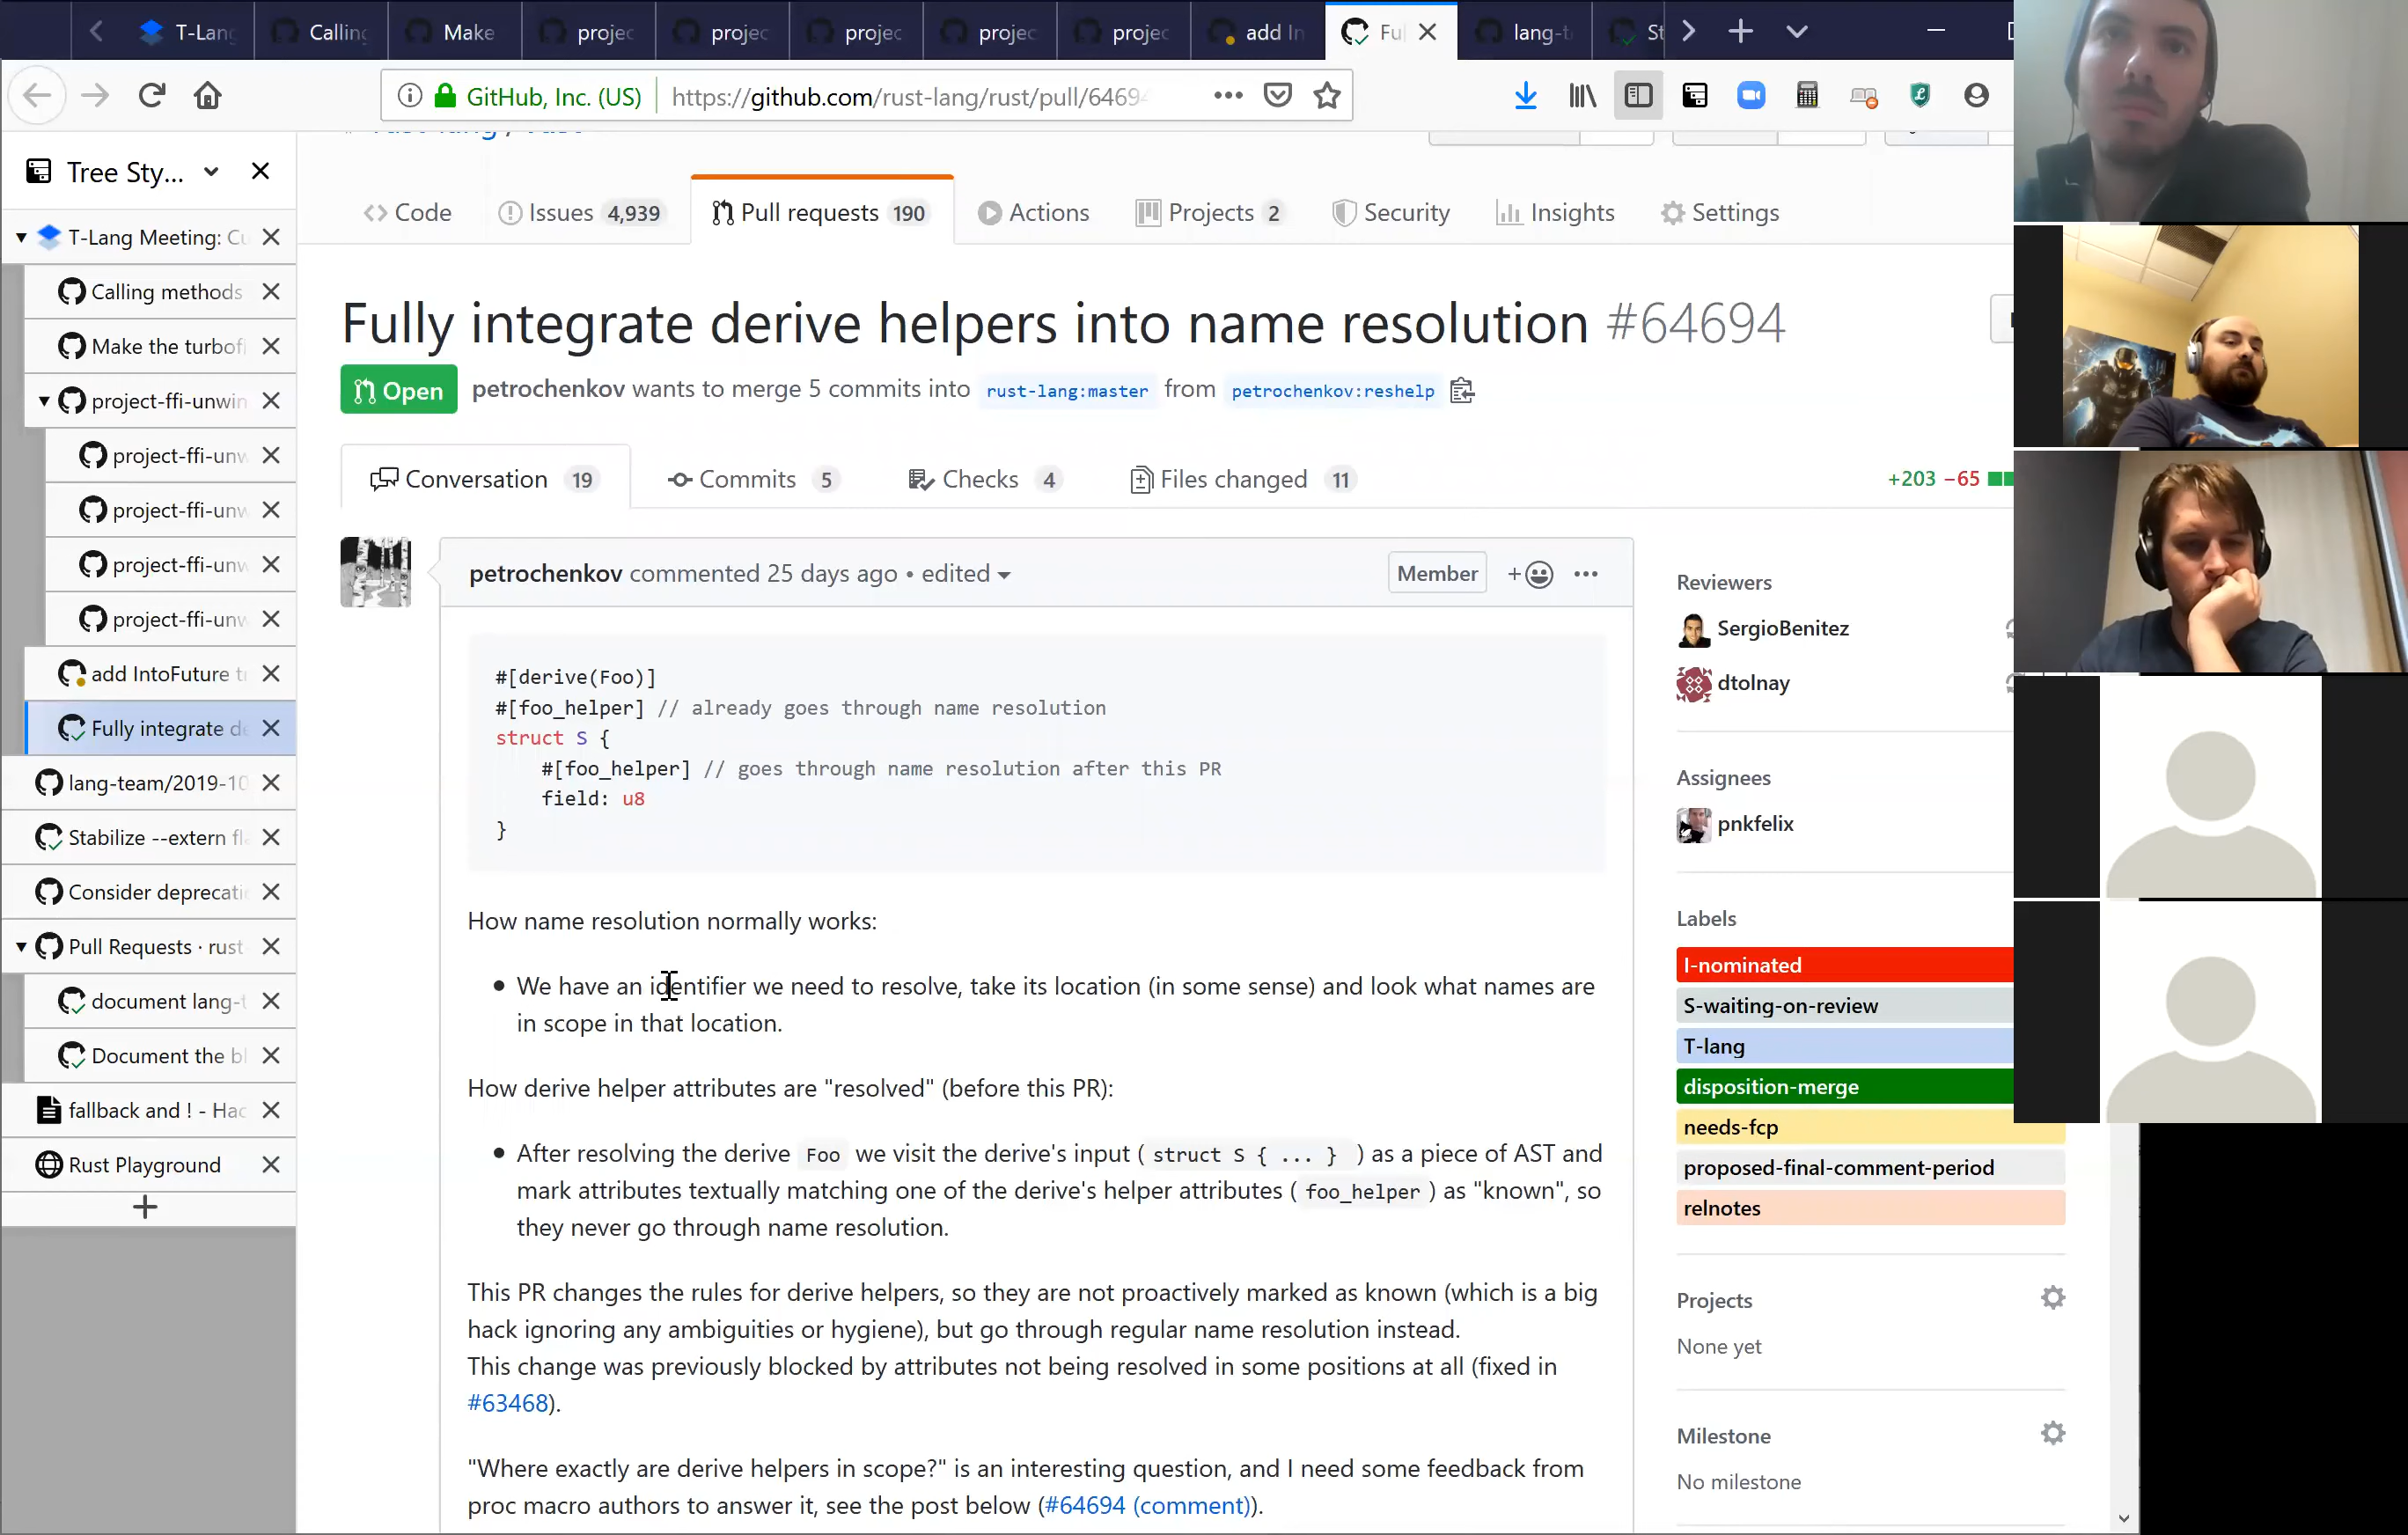 T-Lan
Calling
Make
projec
projec
projec
projec
projec
add In
Fu
lang-t
St
GitHub, Inc. (US)
https://github.com/rust-lang/rust/pull/6469
Tree Sty...
T-Lang Meeting: Cu
Calling methods
Make the turbofi
project-ffi-unwin
project-ffi-unw
project-ffi-unw
project-ffi-unw
project-ffi-unw
add IntoFuture tr
Fully integrate de
lang-team/2019-10
Stabilize --extern fla
Consider deprecatin
Pull Requests · rust
document lang-t
Document the bl
fallback and ! - Hac
Rust Playground
Code
Issues 4,939
Pull requests 190
Actions
Projects 2
Security
Insights
Settings
Fully integrate derive helpers into name resolution #64694
Open
petrochenkov wants to merge 5 commits into rust-lang:master from petrochenkov:reshelp
Conversation 19
Commits 5
Checks 4
Files changed 11
+203 −65
petrochenkov commented 25 days ago • edited
Member
#[derive(Foo)]
#[foo_helper] // already goes through name resolution
struct S {
#[foo_helper] // goes through name resolution after this PR
field: u8
}
How name resolution normally works:
• We have an identifier we need to resolve, take its location (in some sense) and look what names are
in scope in that location.
How derive helper attributes are "resolved" (before this PR):
• After resolving the derive Foo we visit the derive's input ( struct S { ... } ) as a piece of AST and
mark attributes textually matching one of the derive's helper attributes ( foo_helper ) as "known", so
they never go through name resolution.
This PR changes the rules for derive helpers, so they are not proactively marked as known (which is a big
hack ignoring any ambiguities or hygiene), but go through regular name resolution instead.
This change was previously blocked by attributes not being resolved in some positions at all (fixed in
#63468).
"Where exactly are derive helpers in scope?" is an interesting question, and I need some feedback from
proc macro authors to answer it, see the post below (#64694 (comment)).
Reviewers
SergioBenitez
dtolnay
Assignees
pnkfelix
Labels
I-nominated
S-waiting-on-review
T-lang
disposition-merge
needs-fcp
proposed-final-comment-period
relnotes
Projects
None yet
Milestone
No milestone